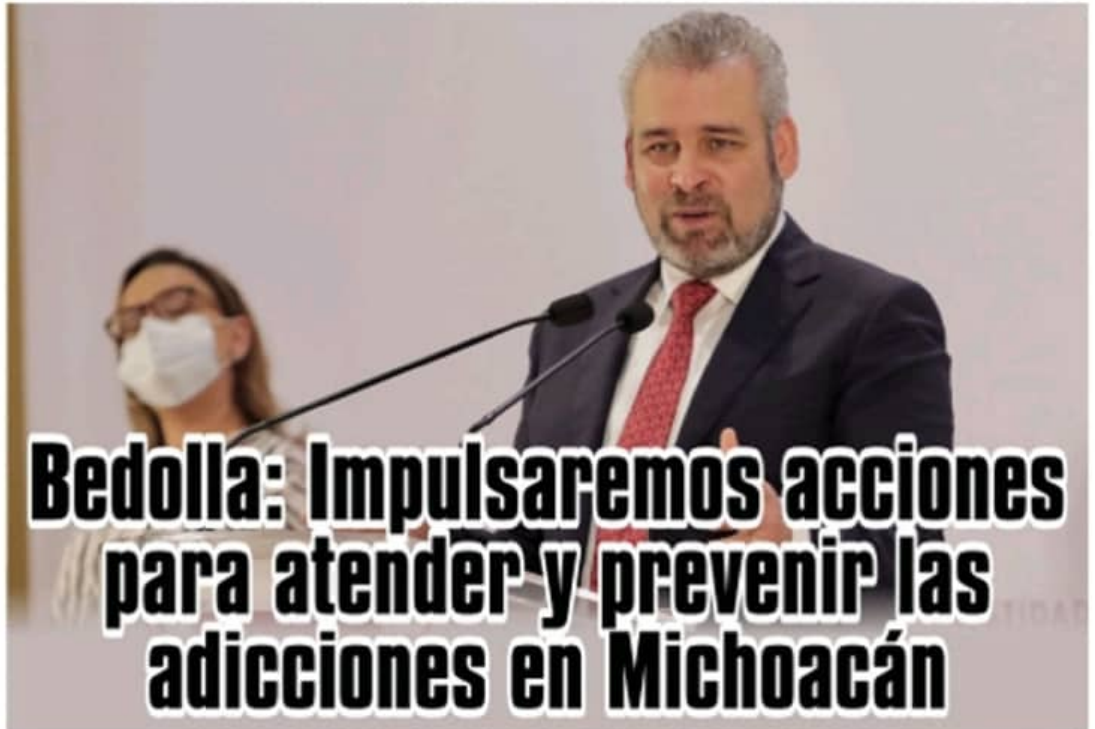 Bedolla: Impulsaremos acciones
para atender y prevenir las
adicciones en Michoacán